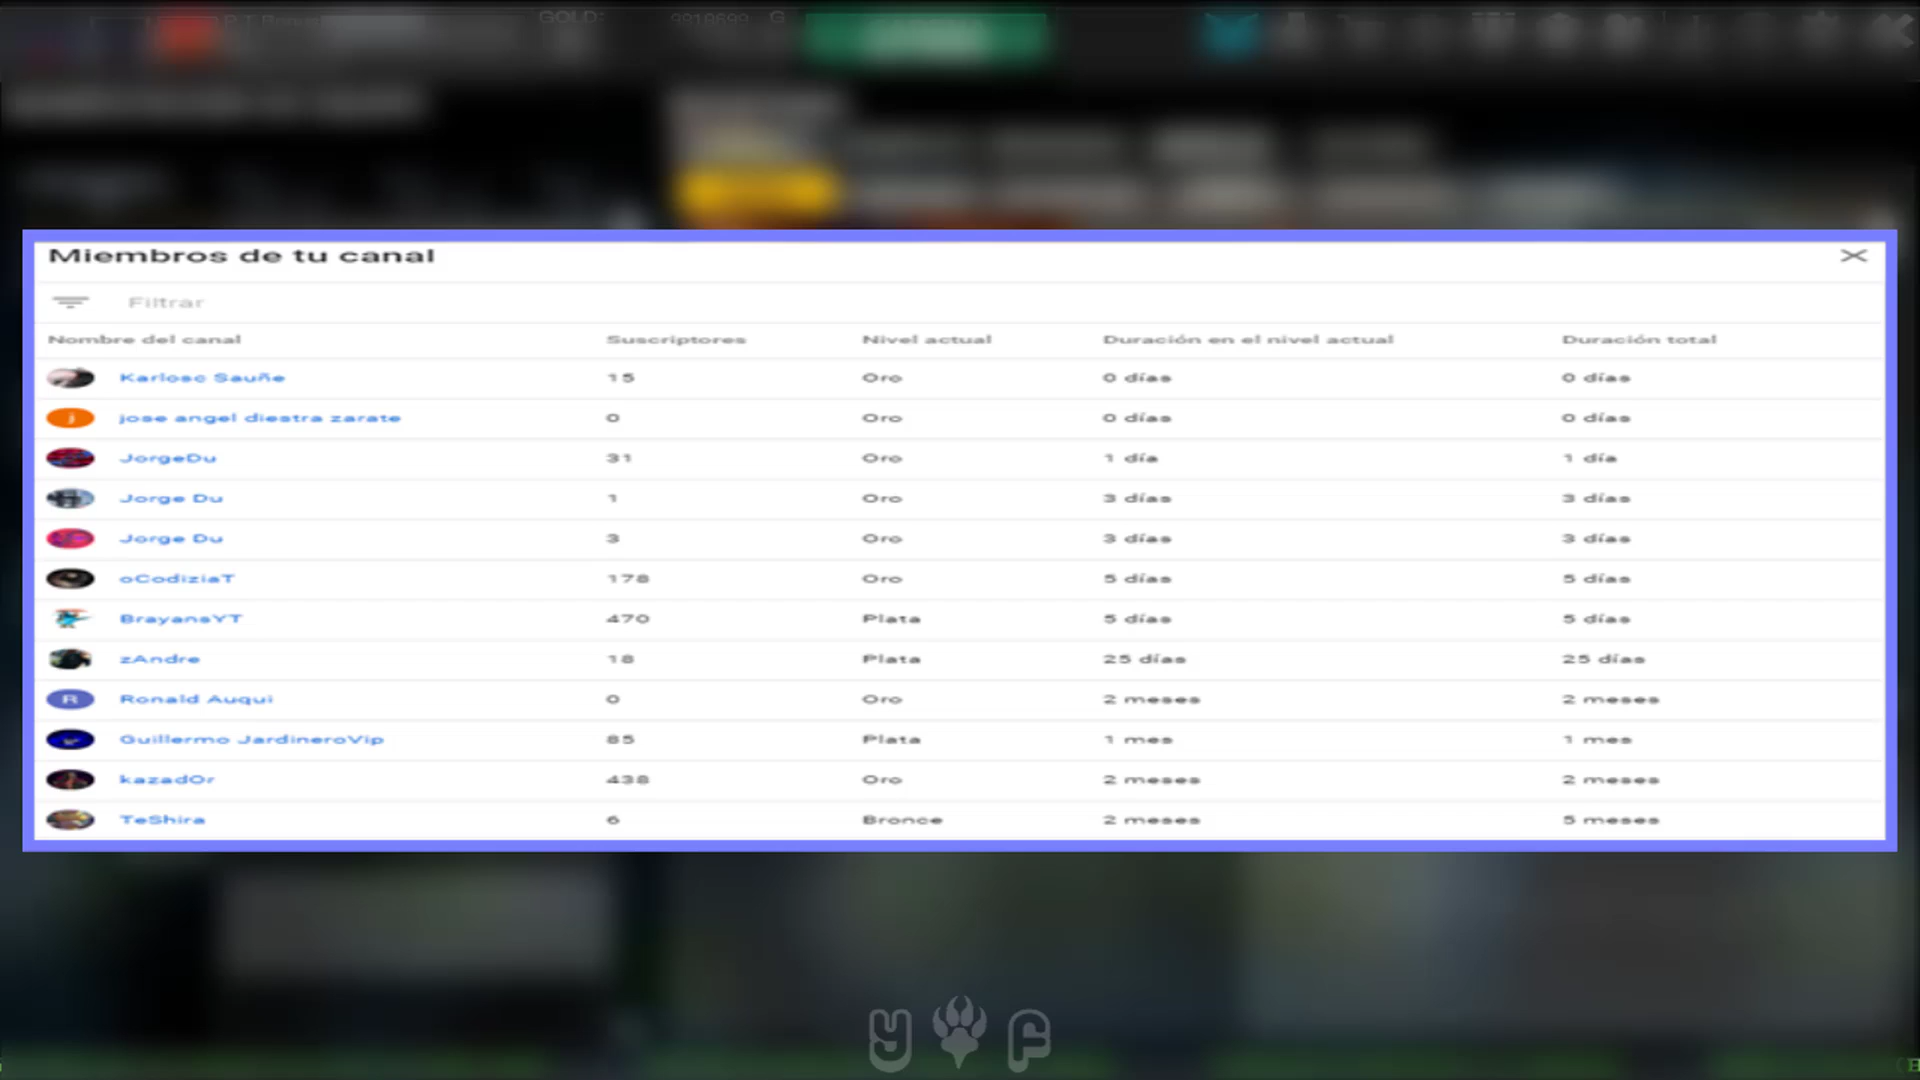 GOLD:
9818699 G
Miembros de tu canal
Filtrar
Nombre del canal Suscriptores Nivel actual Duración en el nivel actual Duración total
Karlosc Sauñe 15 Oro 0 días 0 días
j jose angel diestra zarate 0 Oro 0 días 0 días
JorgeDu 31 Oro 1 día 1 día
Jorge Du 1 Oro 3 días 3 días
Jorge Du 3 Oro 3 días 3 días
oCodiziaT 178 Oro 5 días 5 días
BrayansYT 470 Plata 5 días 5 días
zAndre 18 Plata 25 días 25 días
R Ronald Auqui 0 Oro 2 meses 2 meses
Guillermo JardineroVip 85 Plata 1 mes 1 mes
kazadOr 438 Oro 2 meses 2 meses
TeShira 6 Bronce 2 meses 5 meses